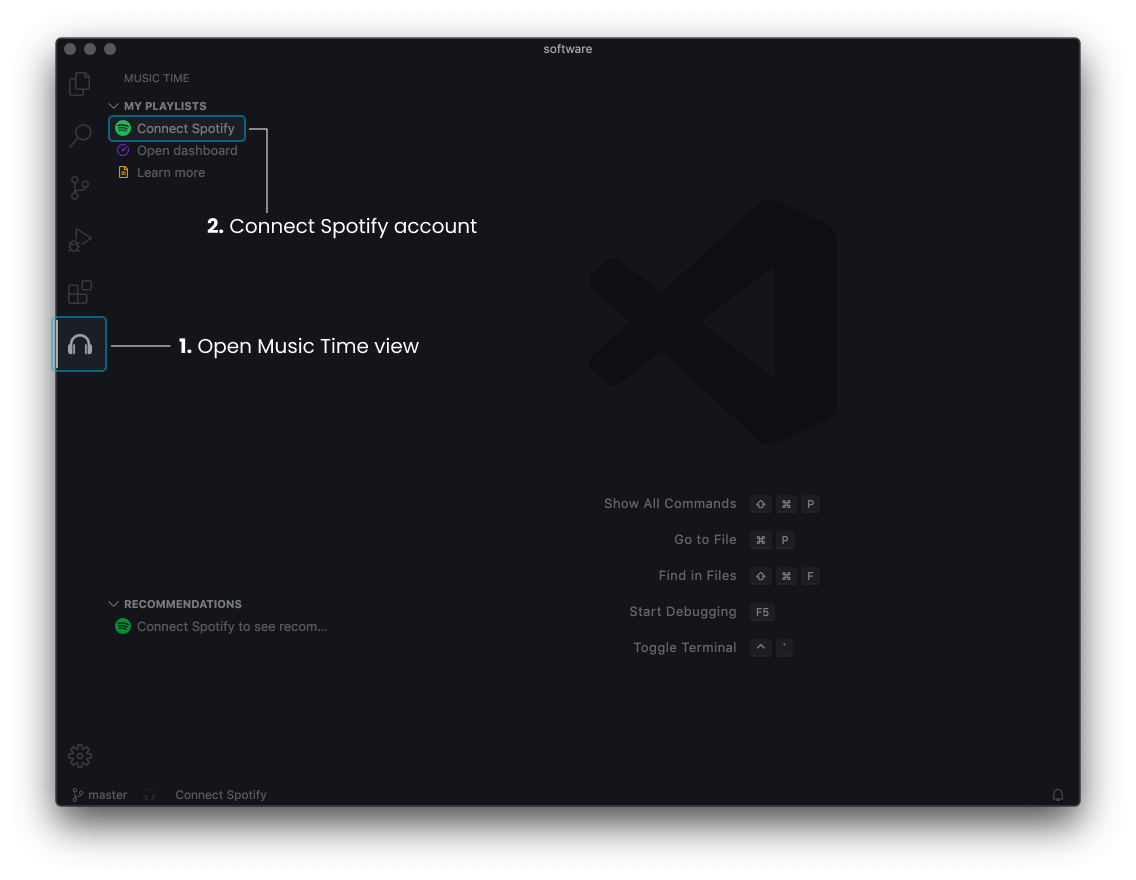 software
MUSIC TIME
MY PLAYLISTS
Connect Spotify
Open dashboard
Learn more
2. Connect Spotify account
1. Open Music Time view
Show All Commands ⇧ ⌘ P
Go to File ⌘ P
Find in Files ⇧ ⌘ F
Start Debugging F5
Toggle Terminal ^ `
RECOMMENDATIONS
Connect Spotify to see recom...
master
Connect Spotify